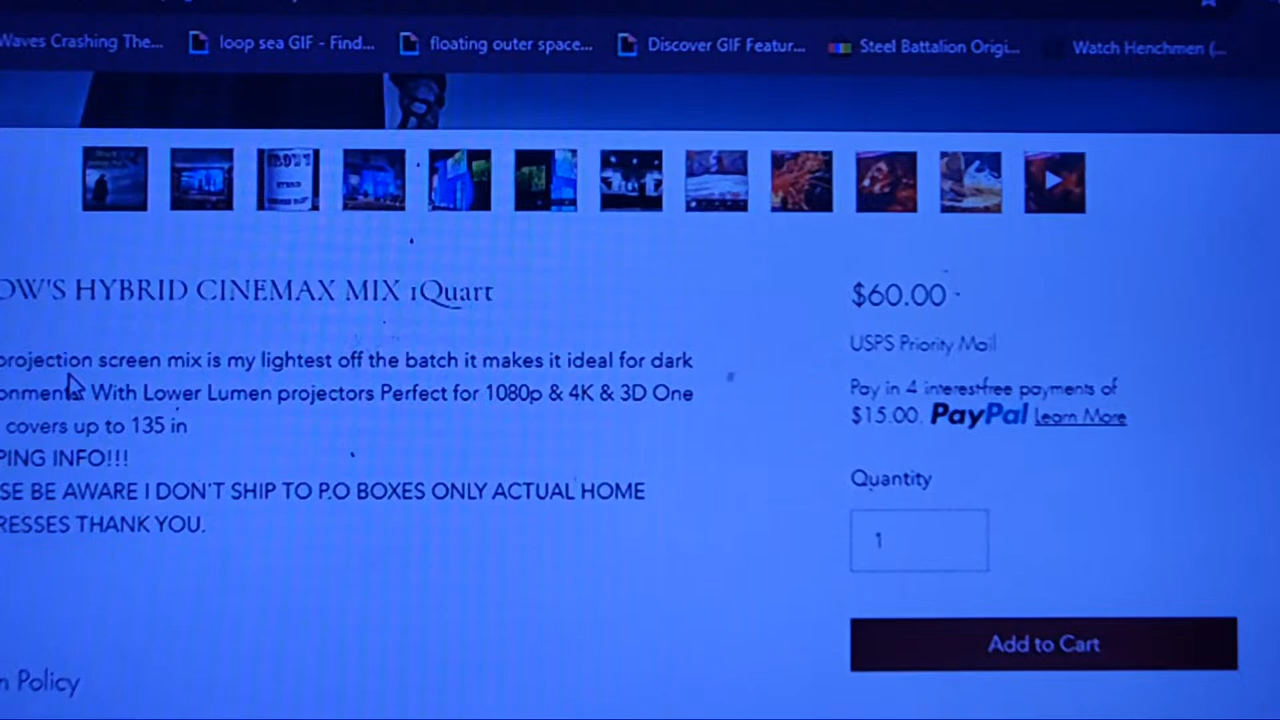 Waves Crashing The... loop sea GIF - Find... floating outer space... Discover GIF Featur... Steel Battalion Origi... Watch Henchmen (...
OW'S HYBRID CINEMAX MIX 1Quart
projection screen mix is my lightest off the batch it makes it ideal for dark
onments With Lower Lumen projectors Perfect for 1080p & 4K & 3D One
covers up to 135 in
PING INFO!!!
SE BE AWARE I DON'T SHIP TO P.O BOXES ONLY ACTUAL HOME
RESSES THANK YOU.
n Policy
$60.00
USPS Priority Mail
Pay in 4 interest-free payments of
$15.00. PayPal Learn More
Quantity
1
Add to Cart